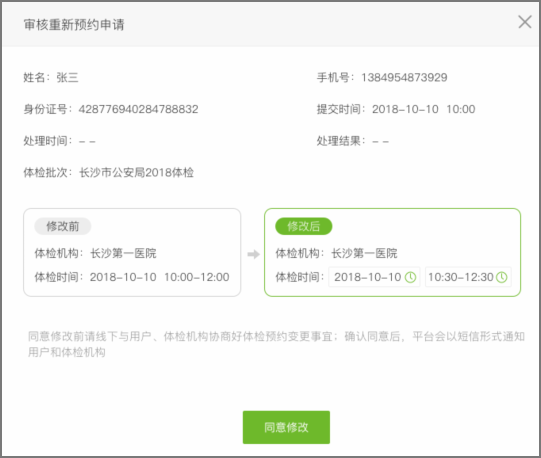 审核重新预约申请
姓名：张三
手机号：1384954873929
身份证号：428776940284788832
提交时间：2018-10-10 10:00
处理时间：- -
处理结果：- -
体检批次：长沙市公安局2018体检
修改前
体检机构：长沙第一医院
体检时间：2018-10-10 10:00-12:00
修改后
体检机构：长沙第一医院
体检时间：2018-10-10 10:30-12:30
同意修改前请线下与用户、体检机构协商好体检预约变更事宜；确认同意后，平台会以短信形式通知
用户和体检机构
同意修改